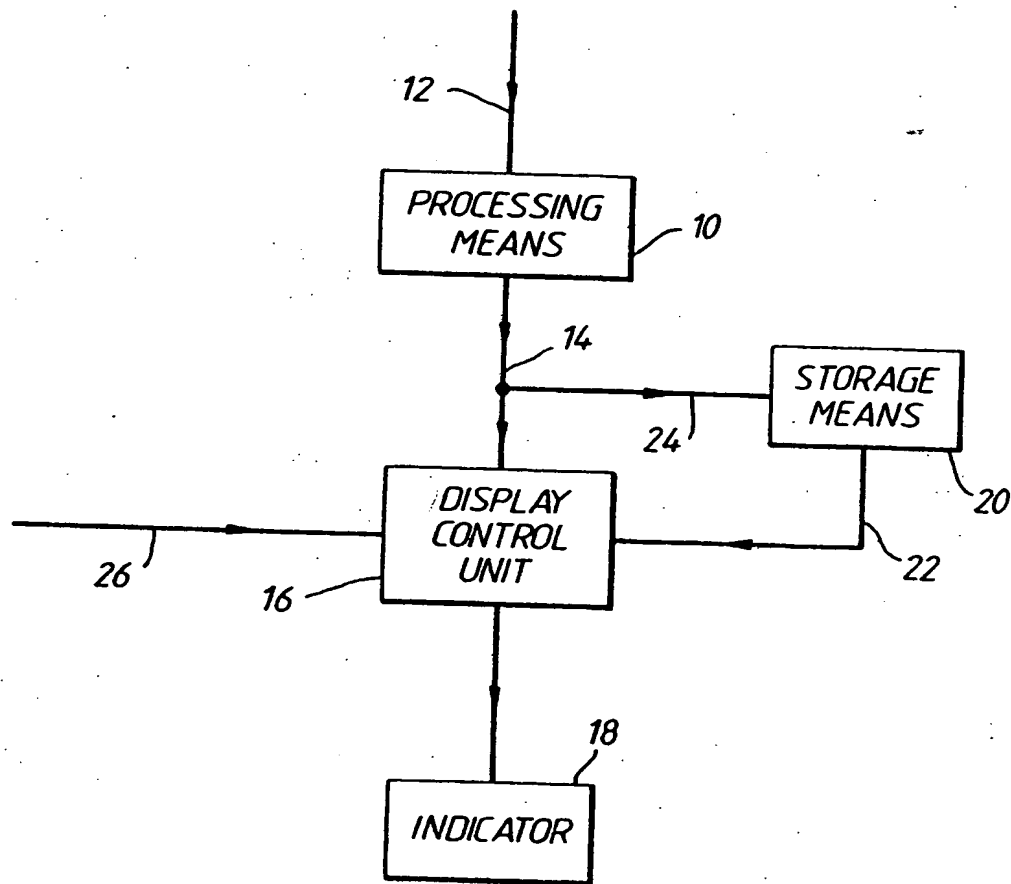 12
PROCESSING
MEANS
10
14
STORAGE
MEANS
24
20
DISPLAY
CONTROL
UNIT
22
26
16
18
INDICATOR